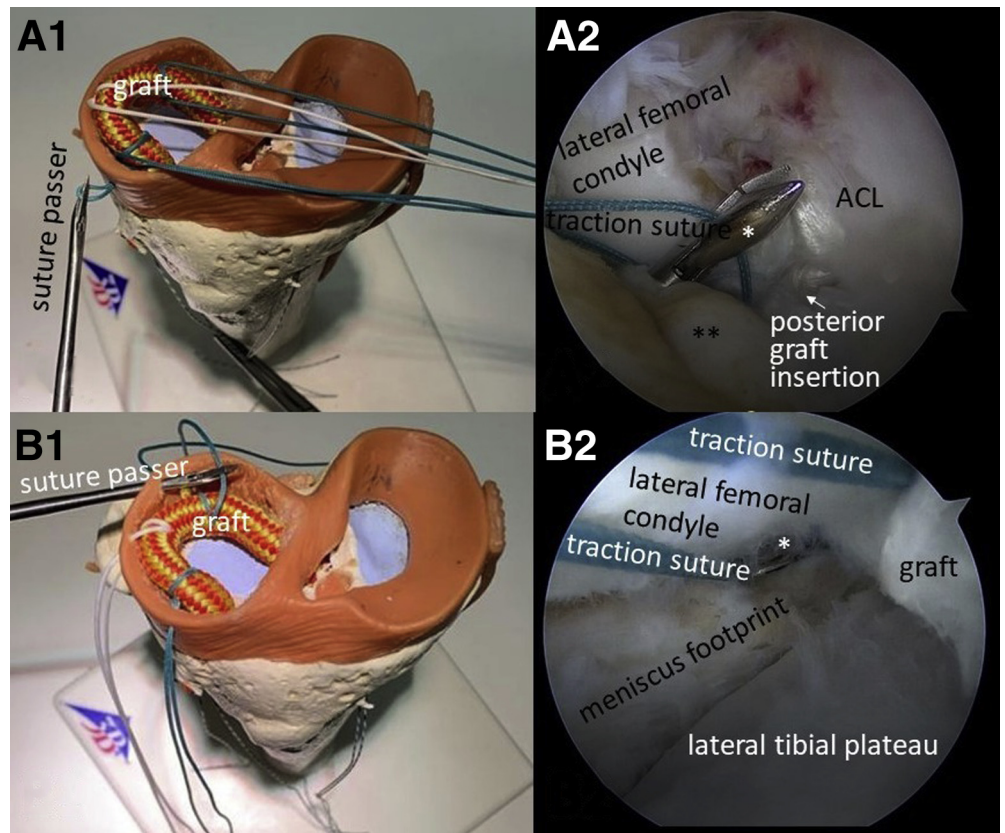 A1
graft
suture passer
A2
lateral femoral
condyle
traction suture
*
ACL
**
posterior
graft
insertion
B1
suture passer
graft
B2
traction suture
lateral femoral
condyle
*
traction suture
graft
meniscus footprint
lateral tibial plateau